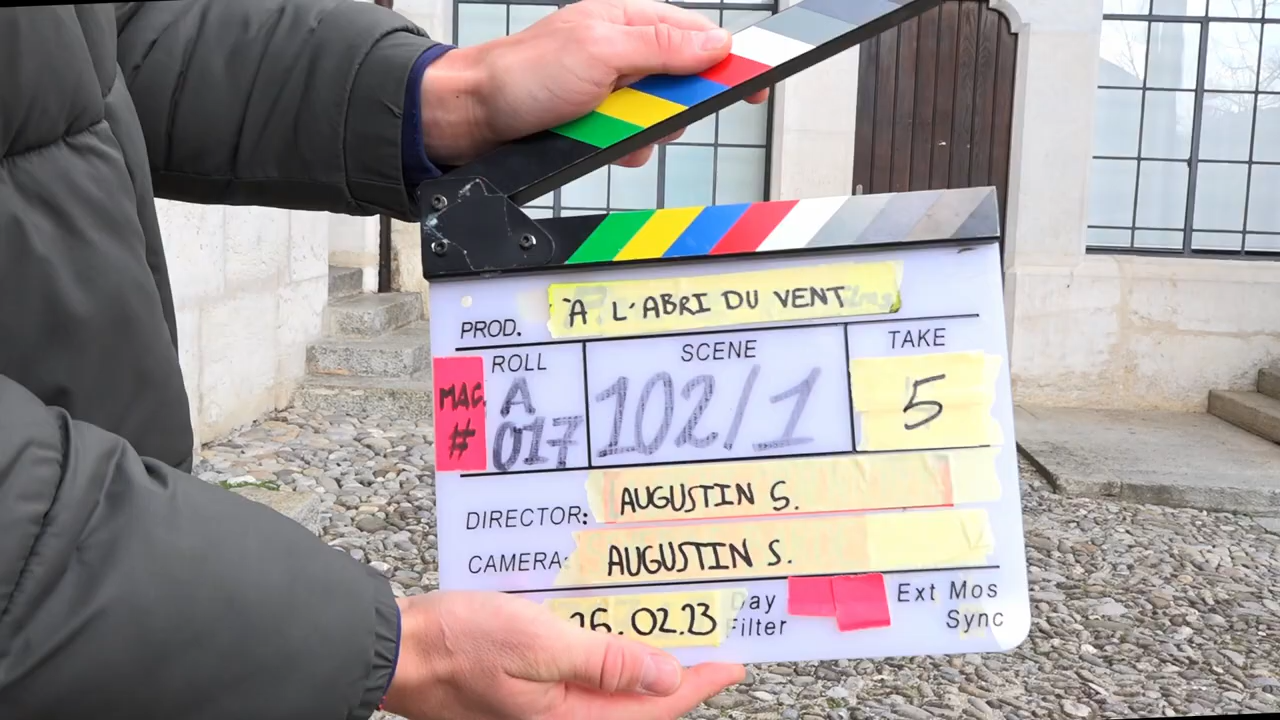 PROD. À L'ABRI DU VENT
ROLL SCENE TAKE
MAG. # A 017 102/1 5
DIRECTOR: AUGUSTIN S.
CAMERA: AUGUSTIN S.
26.02.23 Day Ext Mos
Filter Sync